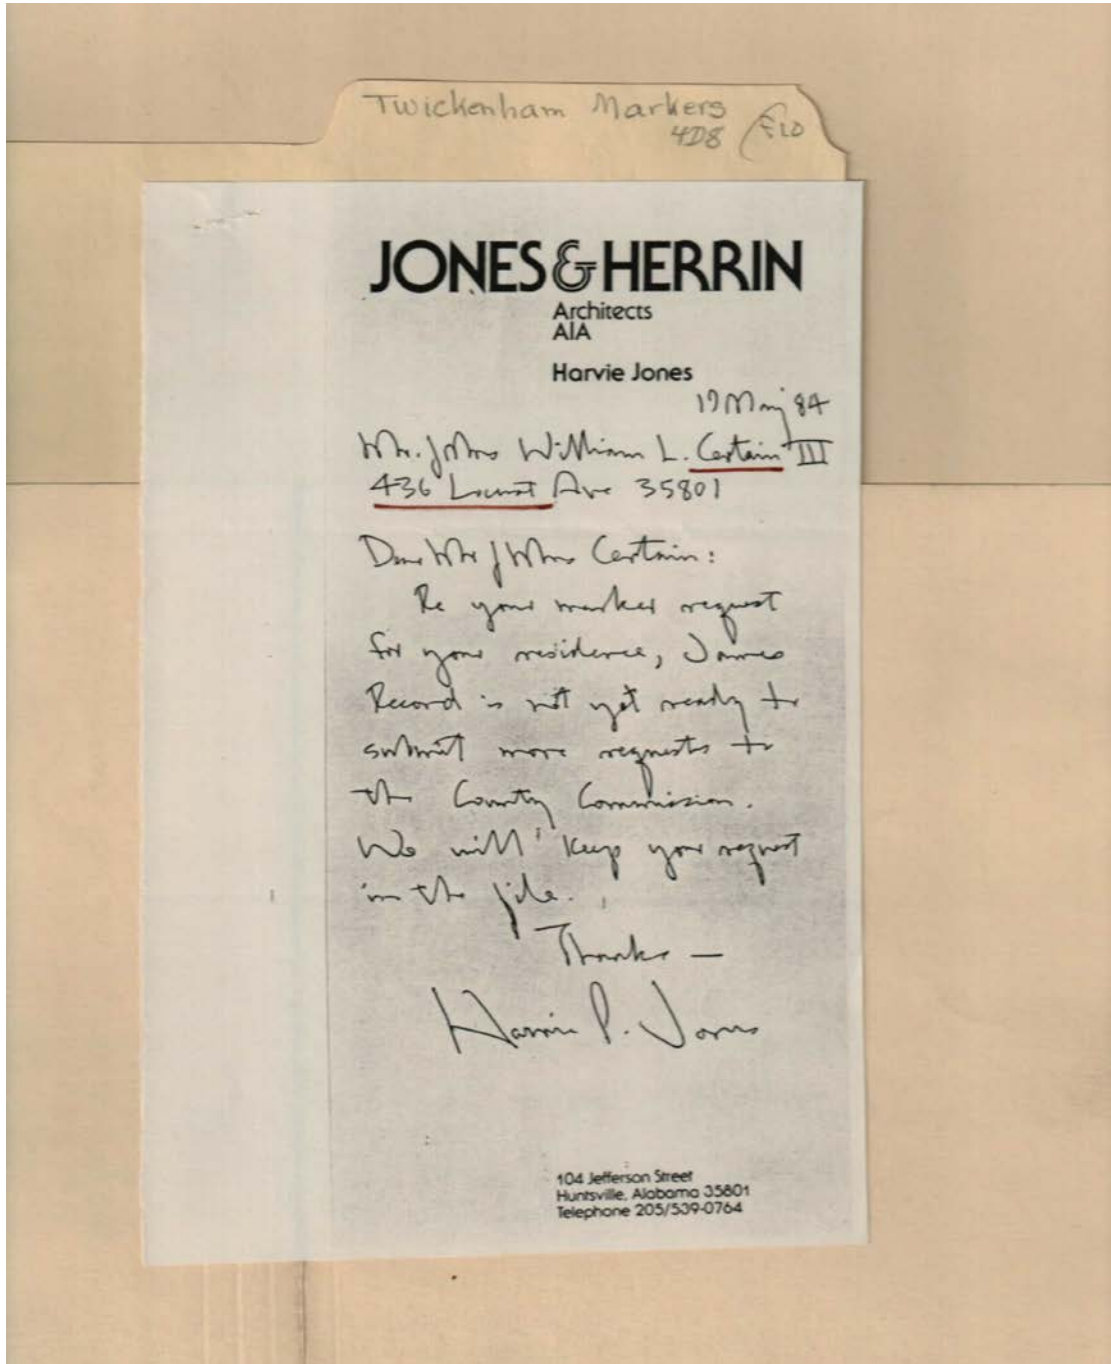 Twickenham Markers
4D8
JONES & HERRIN
Architects
AIA
Harvie Jones
May 84
Mr. & Mrs William L. Certain III
436 Locust Ave 35801
Dear Mr & Mrs Certain:
Re your marker request
for your residence, James
Record is not yet ready to
submit more requests to
the County Commission.
We will keep your request
in the file.
Thanks —
Harvie P. Jones
104 Jefferson Street
Huntsville, Alabama 35801
Telephone 205/539-0764